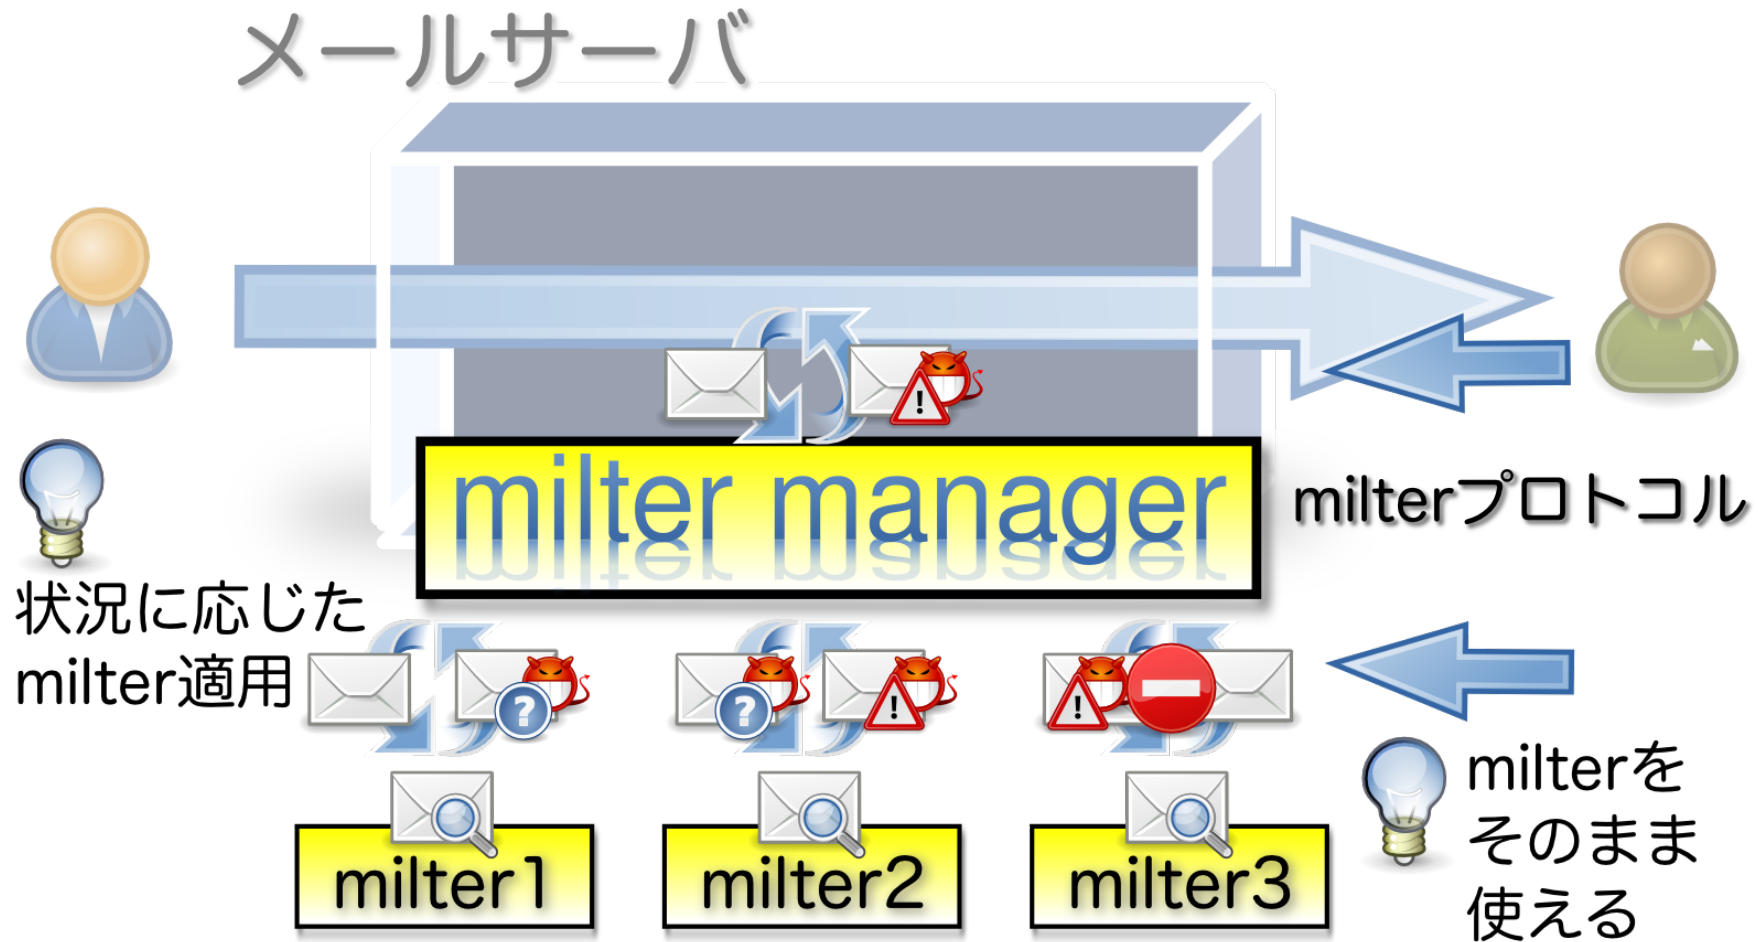 メールサーバ
milter manager
milterプロトコル
状況に応じた
milter適用
milter1
milter2
milter3
milterを
そのまま
使える